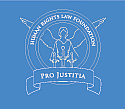 HUMAN RIGHTS LAW FOUNDATION
PRO JUSTITIA